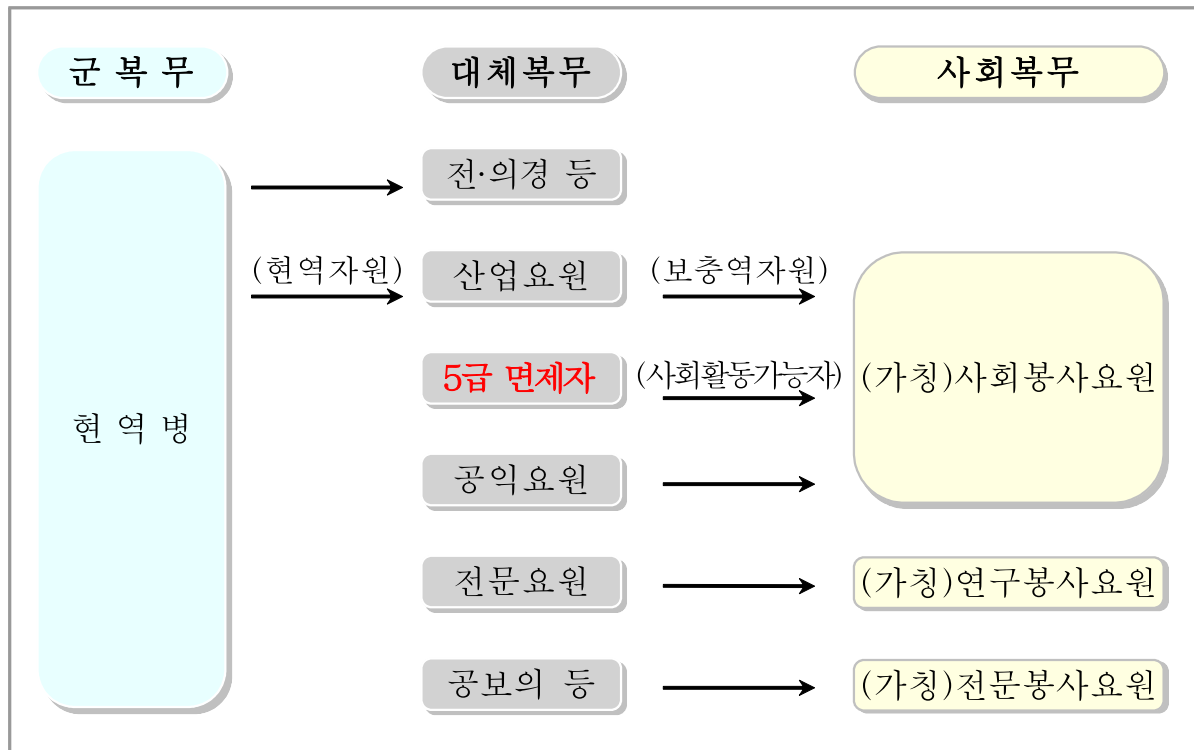 군 복 무
대체복무
사회복무
전·의경 등
(현역자원)
산업요원
(보충역자원)
5급 면제자
(사회활동가능자)
(가칭)사회봉사요원
현 역 병
공익요원
전문요원
(가칭)연구봉사요원
공보의 등
(가칭)전문봉사요원